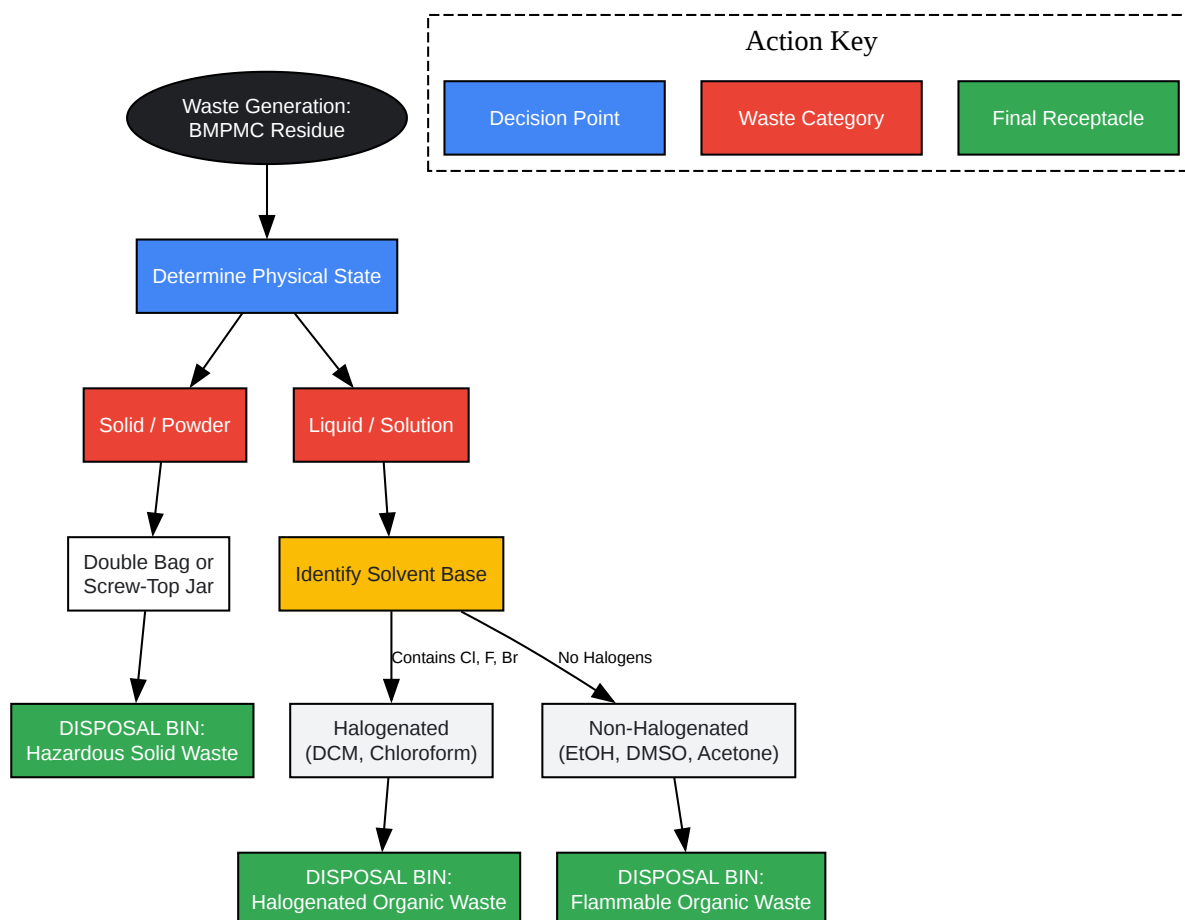 Action Key
Decision Point
Waste Category
Final Receptacle
Waste Generation:
BMPMC Residue
Determine Physical State
Solid / Powder
Liquid / Solution
Double Bag or
Screw-Top Jar
Identify Solvent Base
Contains Cl, F, Br
No Halogens
DISPOSAL BIN:
Hazardous Solid Waste
Halogenated
(DCM, Chloroform)
Non-Halogenated
(EtOH, DMSO, Acetone)
DISPOSAL BIN:
Halogenated Organic Waste
DISPOSAL BIN:
Flammable Organic Waste